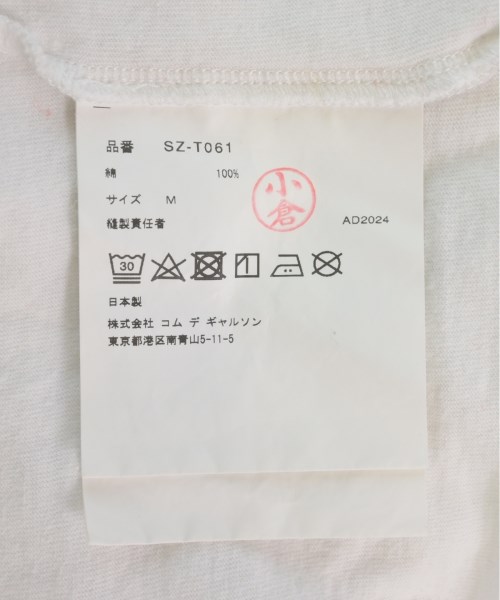 品番 SZ-T061
綿 100%
サイズ M
小倉
縫製責任者 AD2024
30
日本製
株式会社 コム デ ギャルソン
東京都港区南青山5-11-5